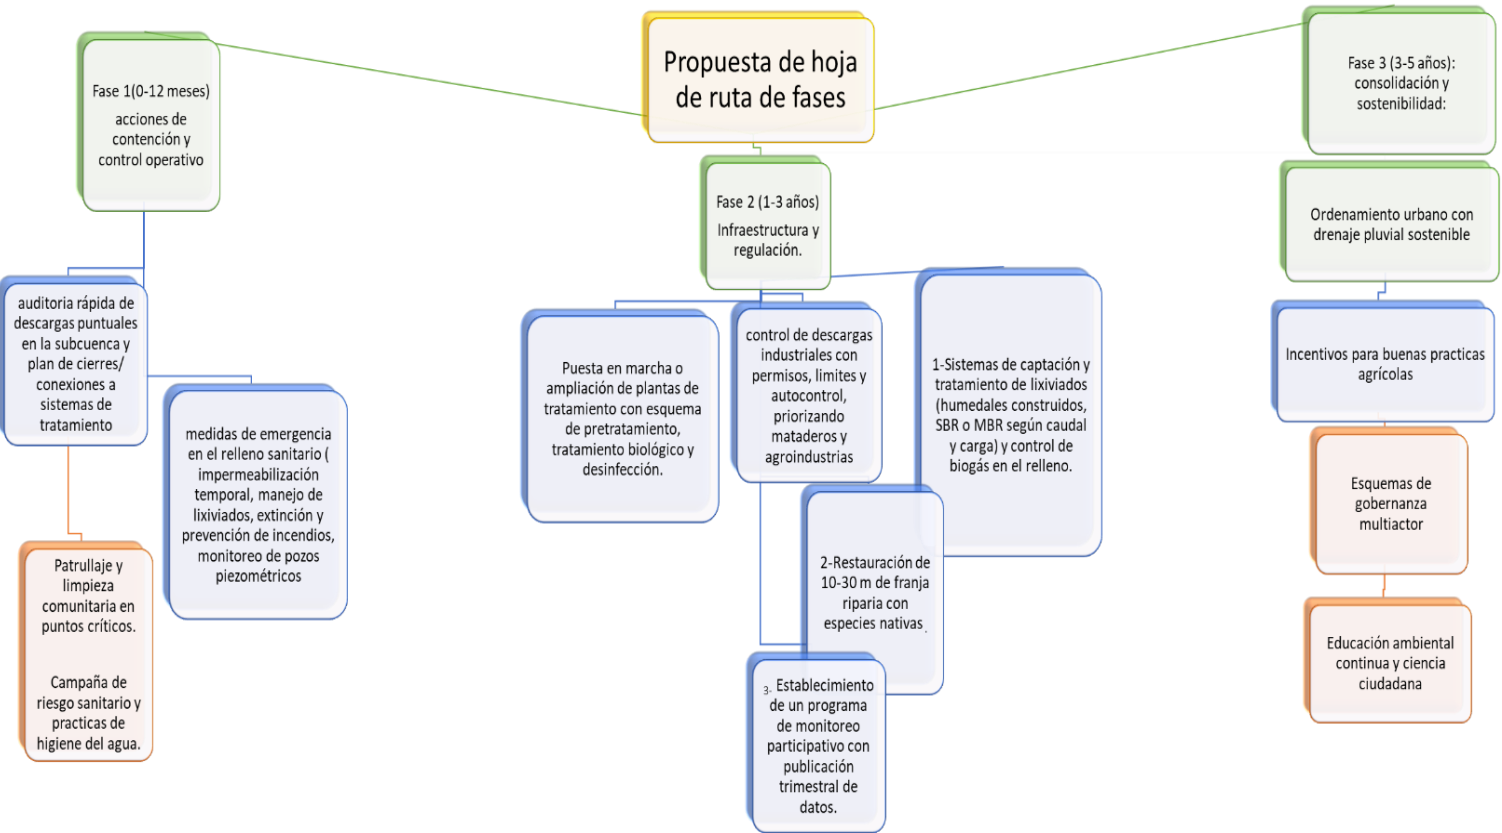 Propuesta de hoja
de ruta de fases
Fase 1(0-12 meses)
acciones de
contención y
control operativo
auditoria rápida de
descargas puntuales
en la subcuenca y
plan de cierres/
conexiones a
sistemas de
tratamiento
medidas de emergencia
en el relleno sanitario (
impermeabilización
temporal, manejo de
lixiviados, extinción y
prevención de incendios,
monitoreo de pozos
piezométricos
Patrullaje y
limpieza
comunitaria en
puntos críticos.
Campaña de
riesgo sanitario y
practicas de
higiene del agua.
Fase 2 (1-3 años)
Infraestructura y
regulación.
Puesta en marcha o
ampliación de plantas de
tratamiento con esquema
de pretratamiento,
tratamiento biológico y
desinfección.
control de descargas
industriales con
permisos, limites y
autocontrol,
priorizando
mataderos y
agroindustrias
1-Sistemas de captación y
tratamiento de lixiviados
(humedales construidos,
SBR o MBR según caudal
y carga) y control de
biogás en el relleno.
2-Restauración de
10-30 m de franja
riparia con
especies nativas.
3- Establecimiento
de un programa
de monitoreo
participativo con
publicación
trimestral de
datos.
Fase 3 (3-5 años):
consolidación y
sostenibilidad:
Ordenamiento urbano con
drenaje pluvial sostenible
Incentivos para buenas practicas
agrícolas
Esquemas de
gobernanza
multiactor
Educación ambiental
continua y ciencia
ciudadana